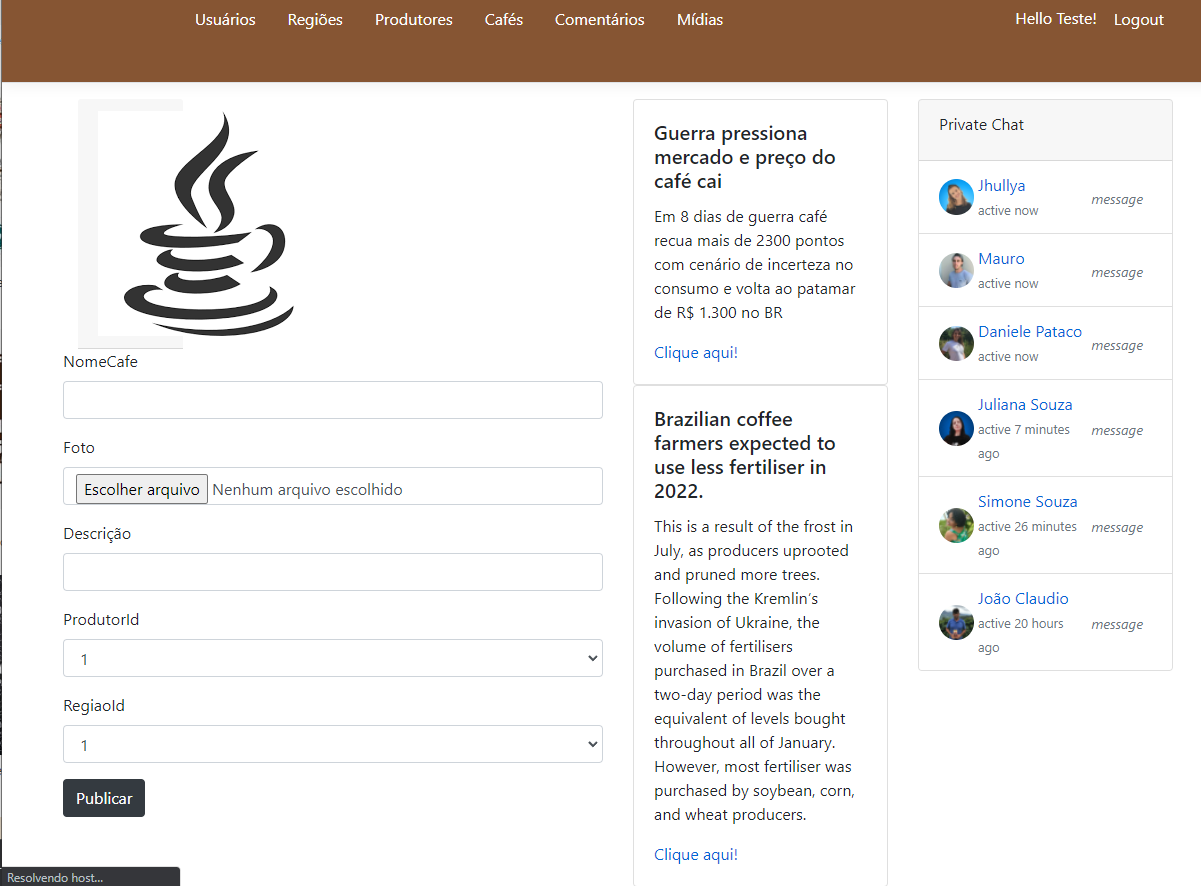 Usuários Regiões Produtores Cafés Comentários Mídias Hello Teste! Logout
NomeCafe
Foto
Escolher arquivo Nenhum arquivo escolhido
Descrição
ProdutorId
1
RegiaoId
1
Publicar
Guerra pressiona
mercado e preço do
café cai
Em 8 dias de guerra café
recua mais de 2300 pontos
com cenário de incerteza no
consumo e volta ao patamar
de R$ 1.300 no BR
Clique aqui!
Brazilian coffee
farmers expected to
use less fertiliser in
2022.
This is a result of the frost in
July, as producers uprooted
and pruned more trees.
Following the Kremlin’s
invasion of Ukraine, the
volume of fertilisers
purchased in Brazil over a
two-day period was the
equivalent of levels bought
throughout all of January.
However, most fertiliser was
purchased by soybean, corn,
and wheat producers.
Clique aqui!
Private Chat
Jhullya
active now
message
Mauro
active now
message
Daniele Pataco
active now
message
Juliana Souza
active 7 minutes
ago
message
Simone Souza
active 26 minutes
ago
message
João Claudio
active 20 hours
ago
message
Resolvendo host...